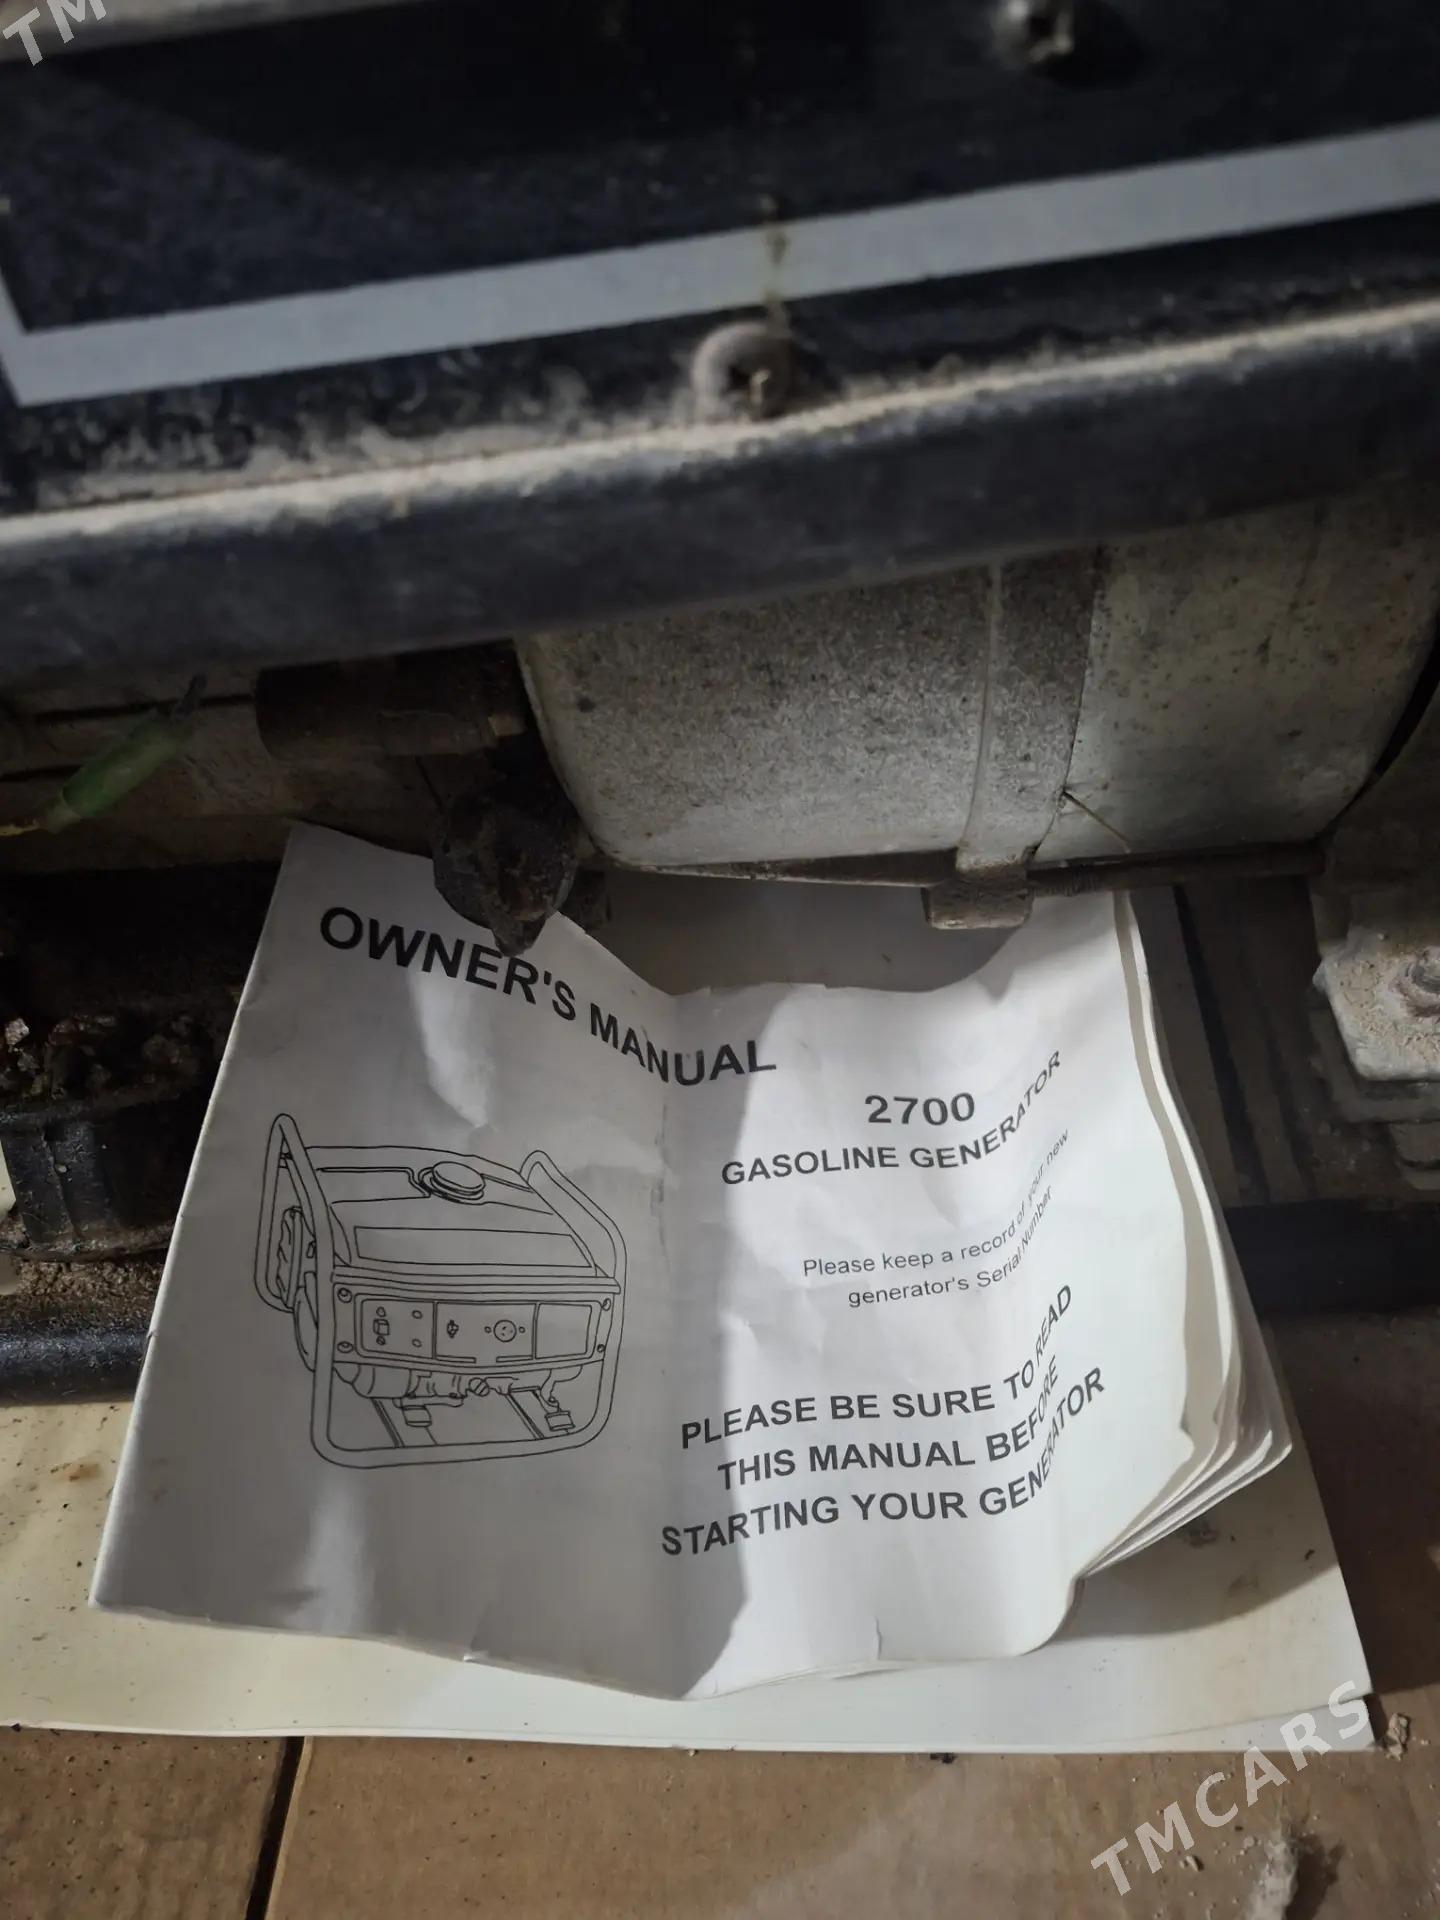 TM
OWNER'S MANUAL
2700
GASOLINE GENERATOR
Please keep a record of your new
generator's Serial Number
PLEASE BE SURE TO READ
THIS MANUAL BEFORE
STARTING YOUR GENERATOR
TMCARS